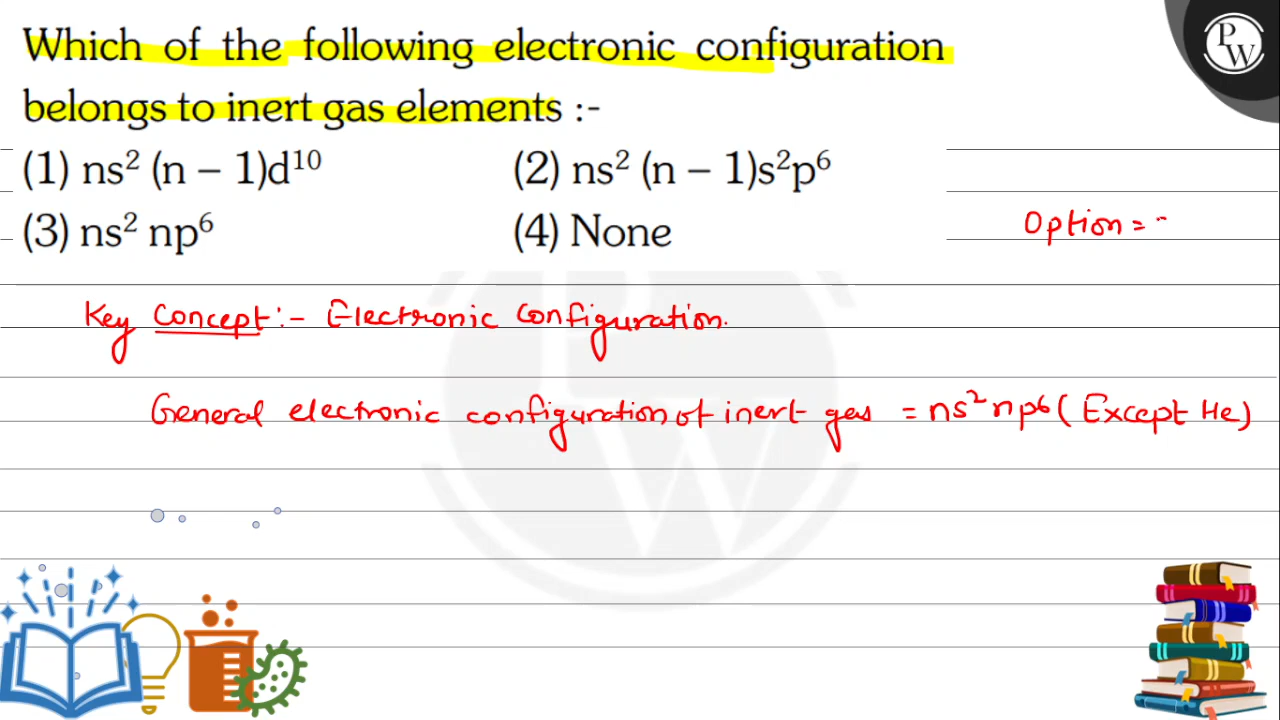 Which of the following electronic configuration
belongs to inert gas elements :-
(1) ns² (n – 1)d¹⁰ (2) ns² (n – 1)s²p⁶
(3) ns² np⁶ (4) None
Option = -
Key Concept :- Electronic Configuration.
General electronic configuration of inert gas = ns² np⁶ ( Except He)
PW
PW